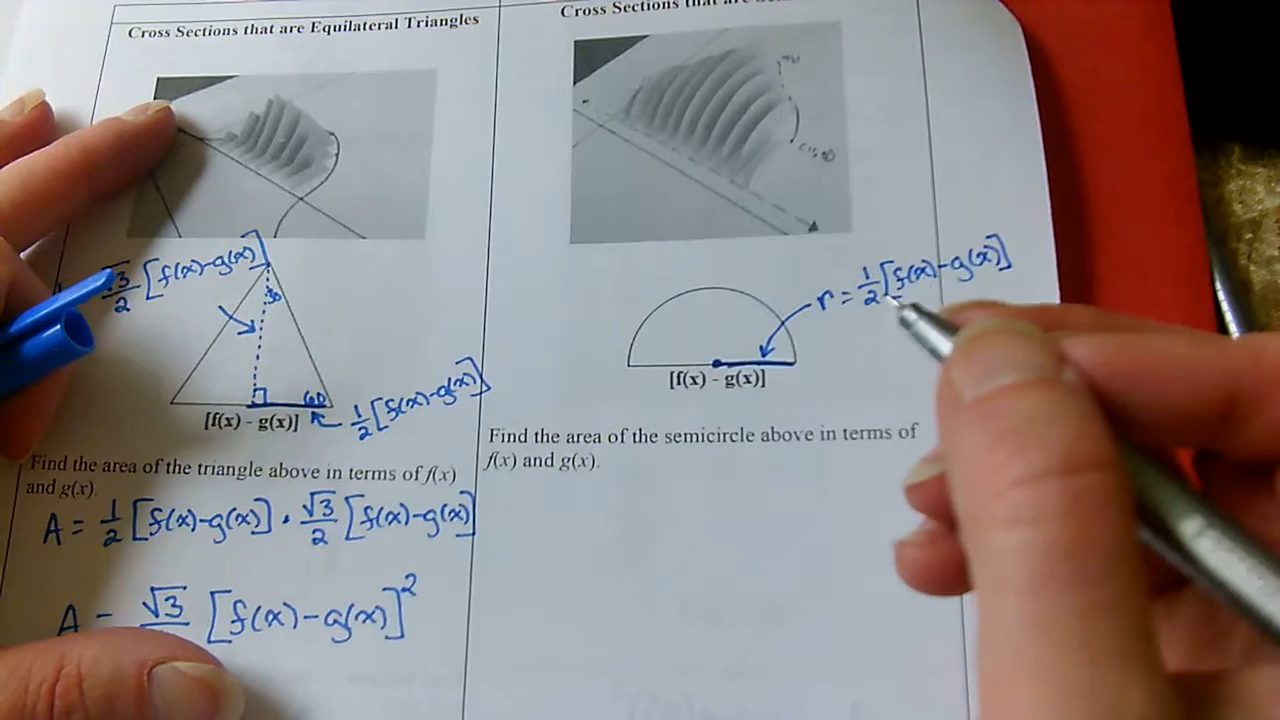 Cross Sections that are Equilateral Triangles
√3/2 [f(x)-g(x)]
30
60
[f(x) - g(x)]
1/2 [f(x)-g(x)]
Find the area of the triangle above in terms of f(x)
and g(x).
A = 1/2 [f(x)-g(x)] • √3/2 [f(x)-g(x)]
A = √3 [f(x)-g(x)]²
Cross Sections that are
r = 1/2 [f(x)-g(x)]
[f(x) - g(x)]
Find the area of the semicircle above in terms of
f(x) and g(x).